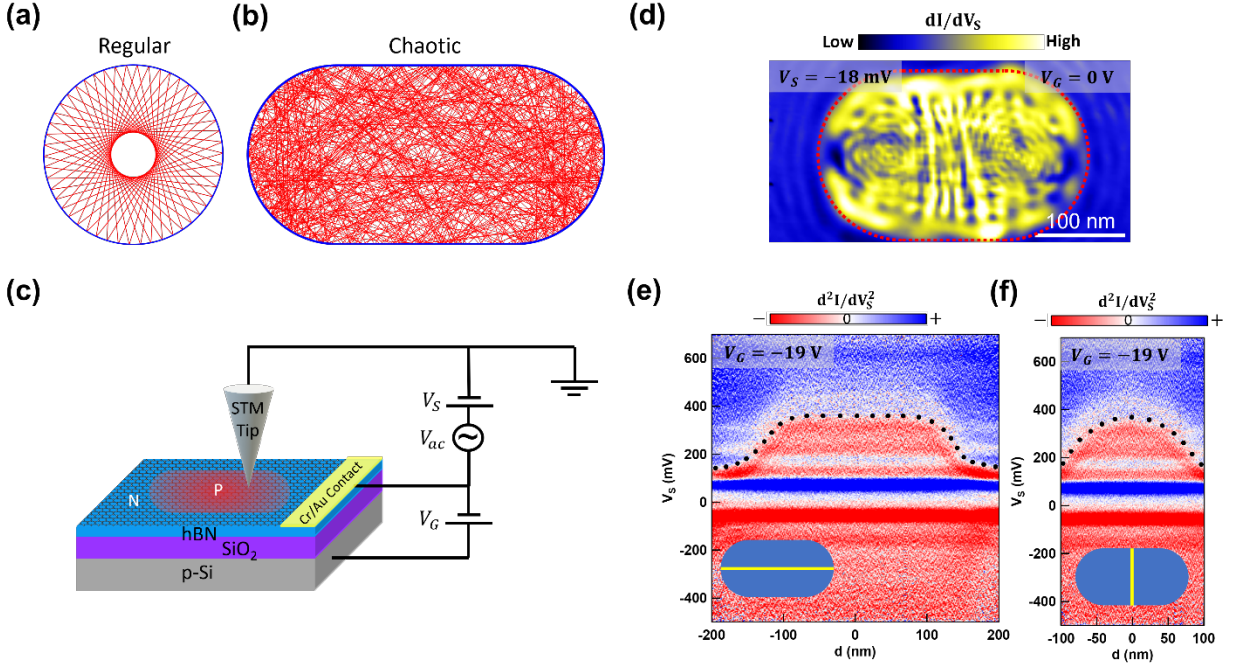 (a)
Regular
(b)
Chaotic
(c)
STM
Tip
P
N
Cr/Au Contact
hBN
SiO₂
p-Si
V_S
V_ac
V_G
(d)
dI/dV_S
Low
High
V_S = −18 mV
V_G = 0 V
100 nm
(e)
d²I/dV_S²
− 0 +
V_G = −19 V
V_S (mV)
600
400
200
0
-200
-400
-200 -100 0 100 200
d (nm)
(f)
d²I/dV_S²
− 0 +
V_G = −19 V
600
400
200
0
-200
-400
-100 -50 0 50 100
d (nm)